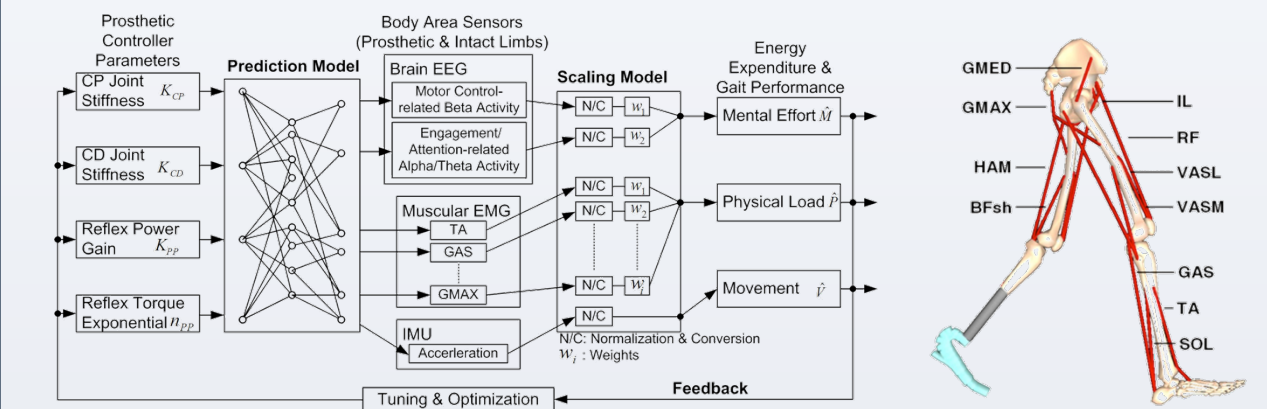 Prosthetic
Controller
Parameters
CP Joint
Stiffness K_CP
CD Joint
Stiffness K_CD
Reflex Power
Gain K_PP
Reflex Torque
Exponential n_PP
Prediction Model
Body Area Sensors
(Prosthetic & Intact Limbs)
Brain EEG
Motor Control-
related Beta Activity
Engagement/
Attention-related
Alpha/Theta Activity
Muscular EMG
TA
GAS
GMAX
IMU
Accerleration
Scaling Model
N/C w_1
N/C w_2
N/C w_1
N/C w_2
N/C w_i
N/C
N/C: Normalization & Conversion
w_i : Weights
Energy
Expenditure &
Gait Performance
Mental Effort M̂
Physical Load P̂
Movement V̂
Feedback
Tuning & Optimization
GMED
GMAX
HAM
BFsh
IL
RF
VASL
VASM
GAS
TA
SOL